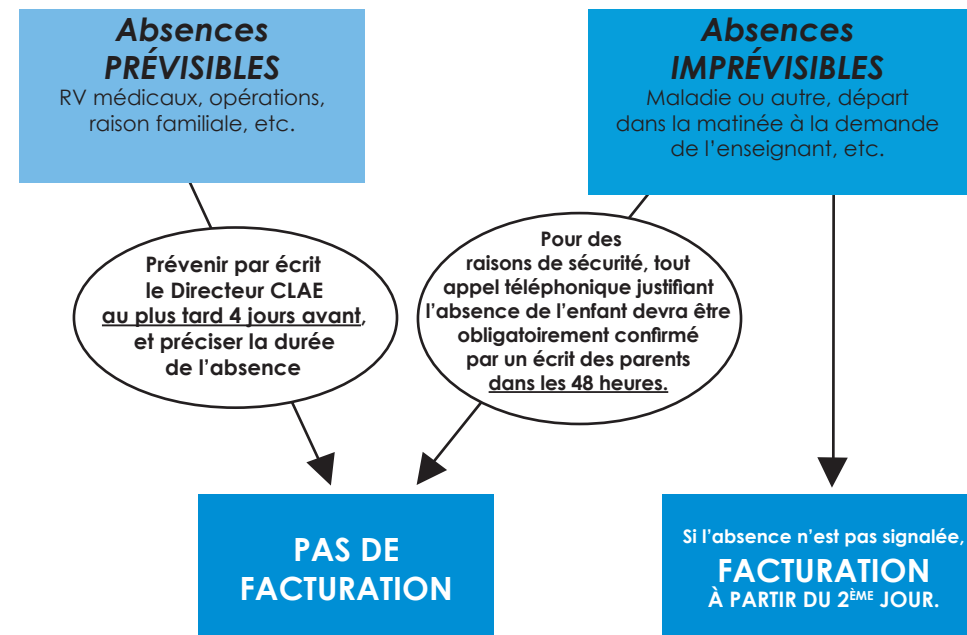 Absences
PRÉVISIBLES
RV médicaux, opérations,
raison familiale, etc.
Absences
IMPRÉVISIBLES
Maladie ou autre, départ
dans la matinée à la demande
de l’enseignant, etc.
Prévenir par écrit
le Directeur CLAE
au plus tard 4 jours avant,
et préciser la durée
de l’absence
Pour des
raisons de sécurité, tout
appel téléphonique justifiant
l’absence de l’enfant devra être
obligatoirement confirmé
par un écrit des parents
dans les 48 heures.
PAS DE
FACTURATION
Si l’absence n’est pas signalée,
FACTURATION
À PARTIR DU 2ÈME JOUR.